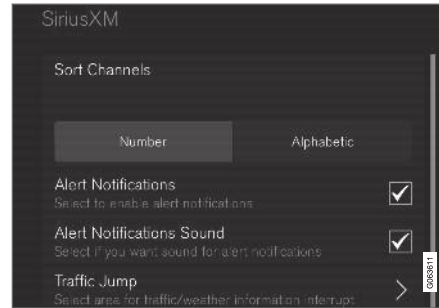 SiriusXM
Sort Channels
Number Alphabetic
Alert Notifications
Select to enable alert notifications
Alert Notifications Sound
Select if you want sound for alert notifications
Traffic Jump
Select area for traffic/weather information interrupt
G063611